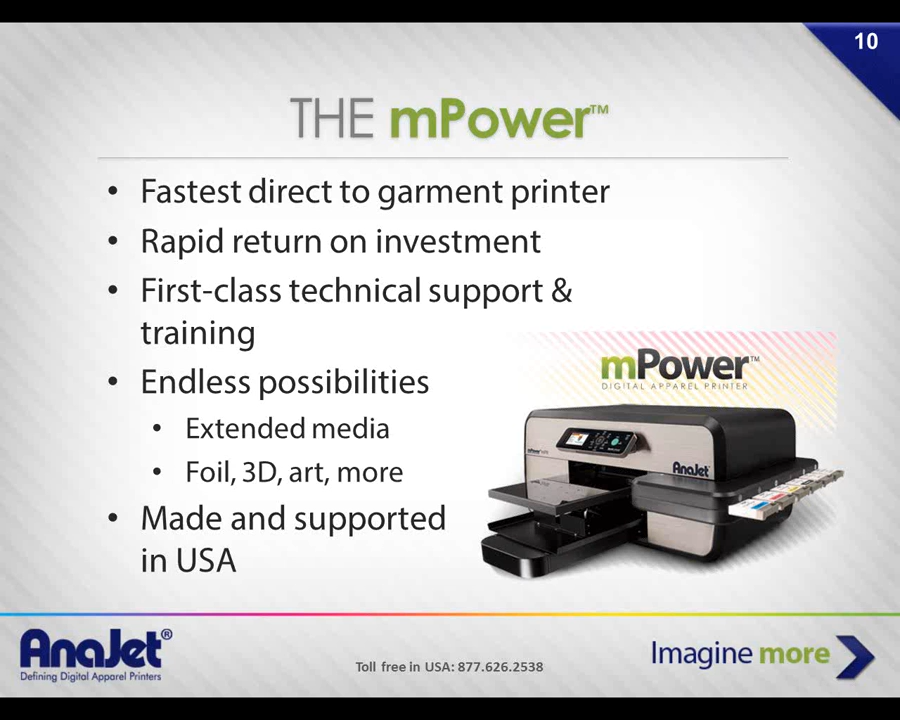 10
THE mPower™
• Fastest direct to garment printer
• Rapid return on investment
• First-class technical support &
training
• Endless possibilities
• Extended media
• Foil, 3D, art, more
• Made and supported
in USA
mPower™
DIGITAL APPAREL PRINTER
AnaJet
AnaJet®
Defining Digital Apparel Printers
Toll free in USA: 877.626.2538
Imagine more